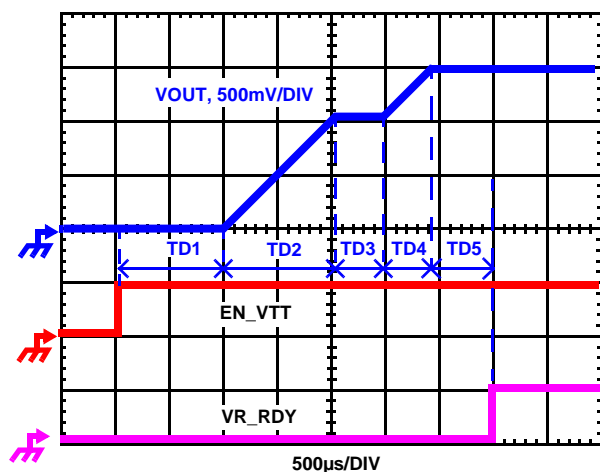 VOUT, 500mV/DIV
TD1 TD2 TD3 TD4 TD5
EN_VTT
VR_RDY
500µs/DIV